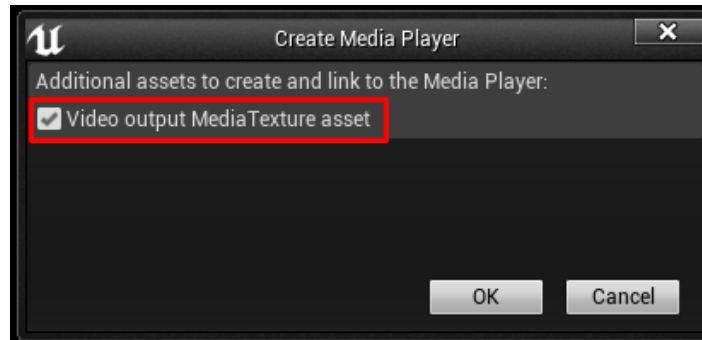 Create Media Player
Additional assets to create and link to the Media Player:
Video output MediaTexture asset
OK Cancel